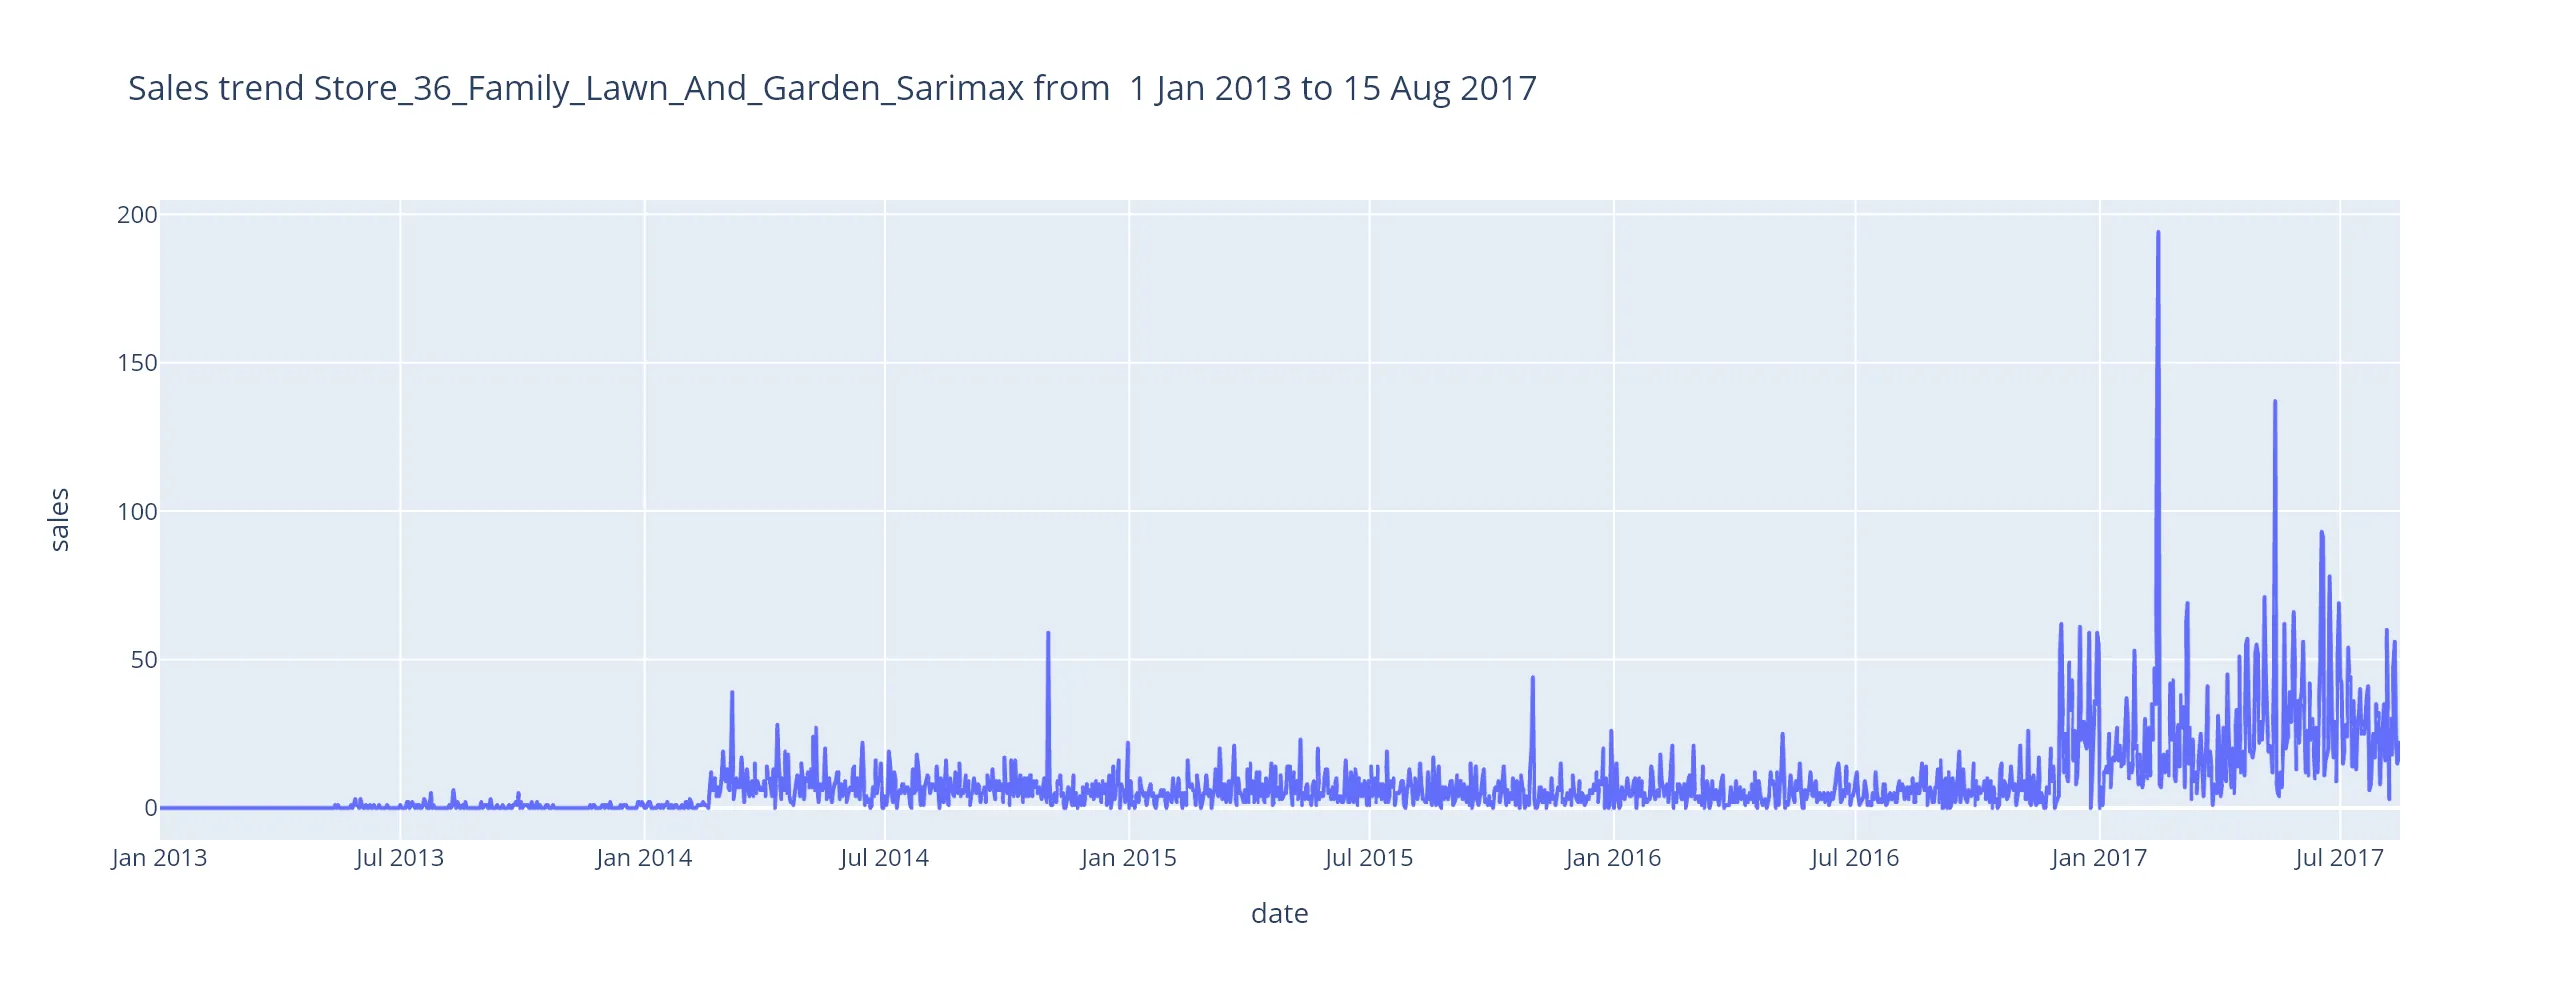 Sales trend Store_36_Family_Lawn_And_Garden_Sarimax from  1 Jan 2013 to 15 Aug 2017
200
150
100
50
0
sales
Jan 2013
Jul 2013
Jan 2014
Jul 2014
Jan 2015
Jul 2015
Jan 2016
Jul 2016
Jan 2017
Jul 2017
date